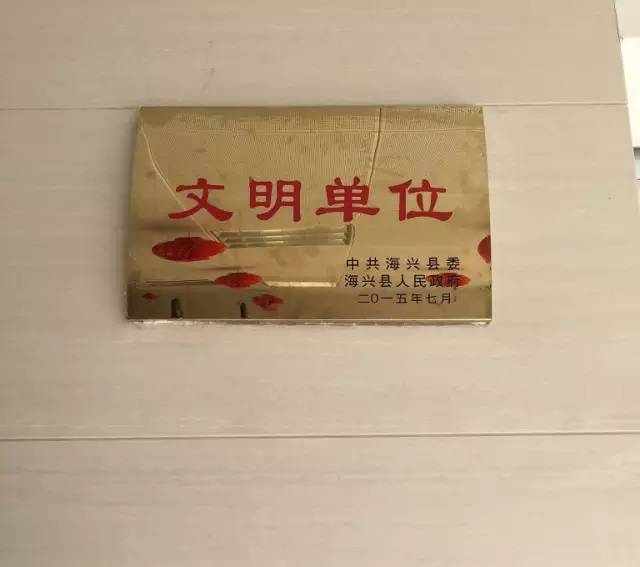 文明单位
中共海兴县委
海兴县人民政府
二〇一五年七月